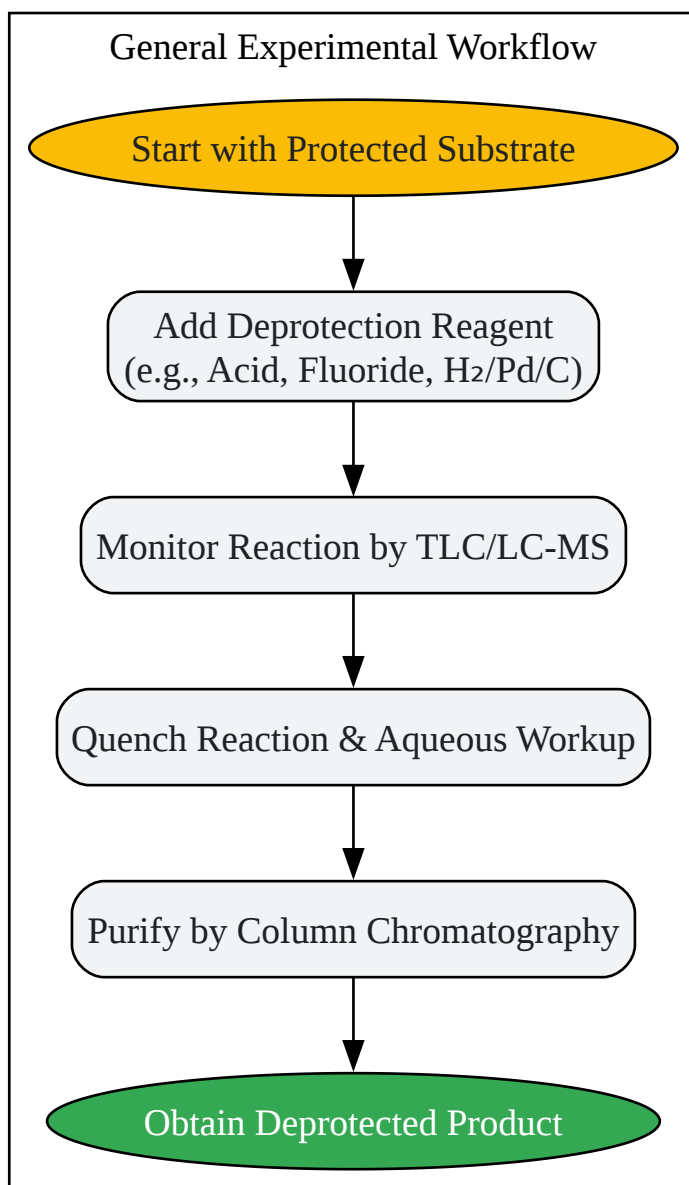 General Experimental Workflow
Start with Protected Substrate
Add Deprotection Reagent
(e.g., Acid, Fluoride, H₂/Pd/C)
Monitor Reaction by TLC/LC-MS
Quench Reaction & Aqueous Workup
Purify by Column Chromatography
Obtain Deprotected Product